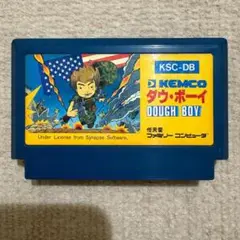 KSC-DB
KEMCO
ダウ・ボーイ
DOUGH BOY
ファミリー コンピュータ
Under License from Synapse Software.